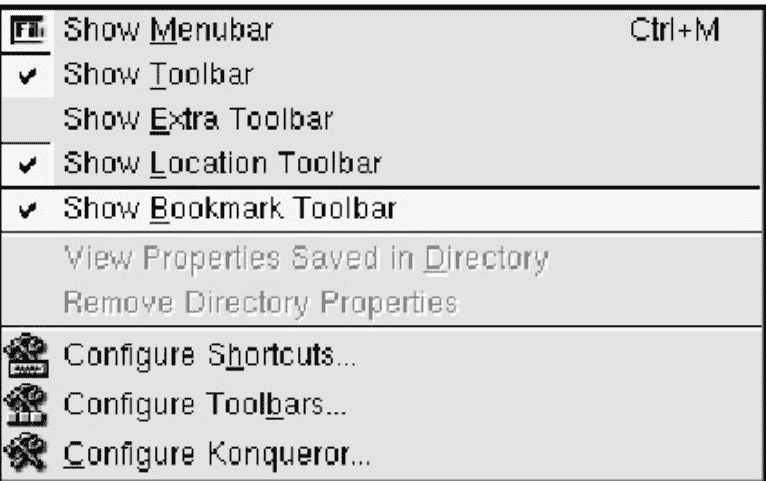 Show Menubar Ctrl+M
Show Toolbar
Show Extra Toolbar
Show Location Toolbar
Show Bookmark Toolbar
View Properties Saved in Directory
Remove Directory Properties
Configure Shortcuts...
Configure Toolbars...
Configure Konqueror...